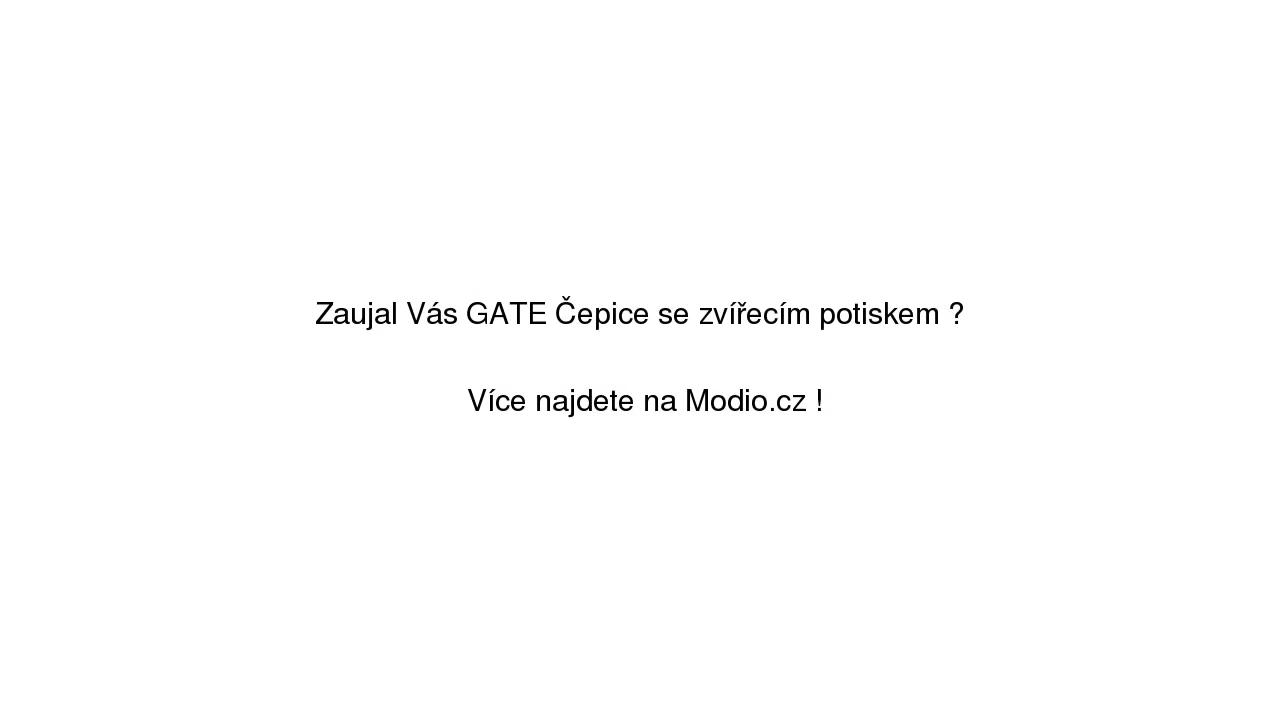 Zaujal Vás GATE Čepice se zvířecím potiskem ?
Více najdete na Modio.cz !